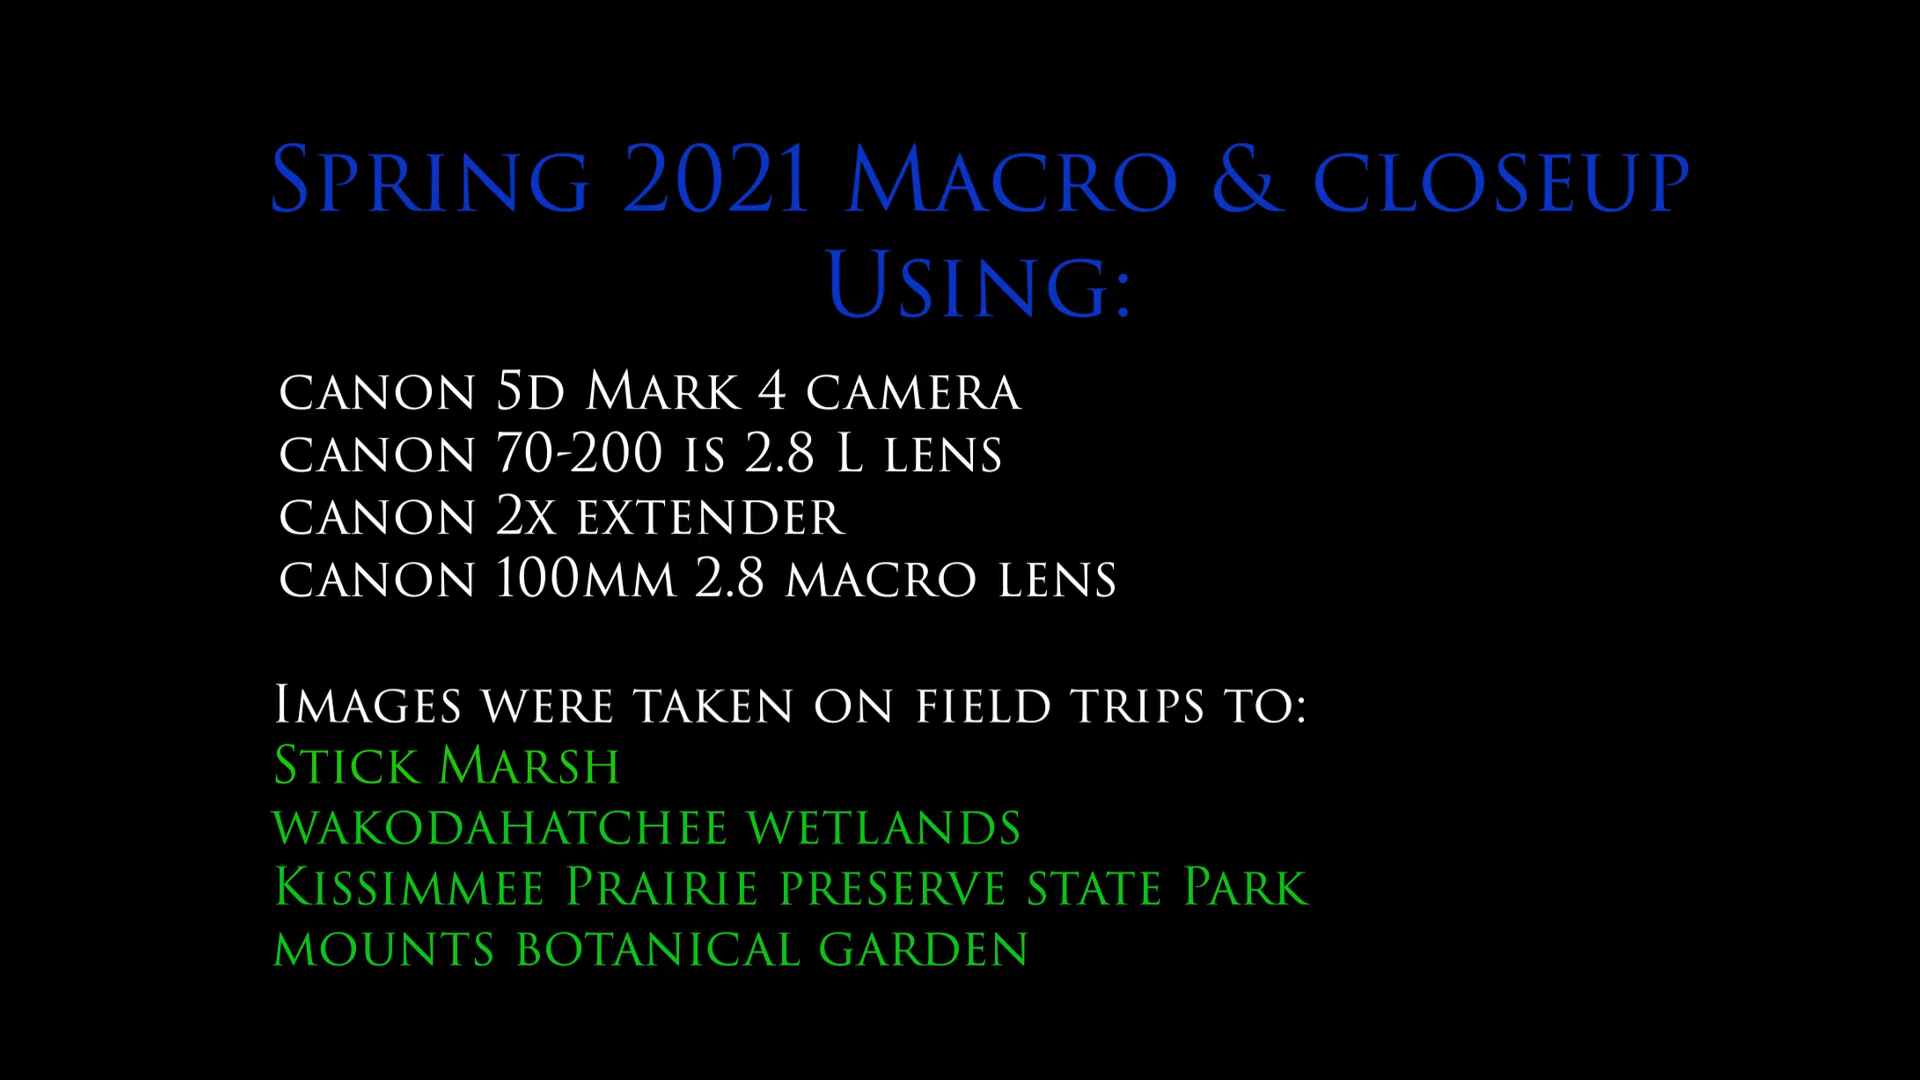 Spring 2021 Macro & closeup
Using:
canon 5d Mark 4 camera
canon 70-200 is 2.8 L lens
canon 2x extender
canon 100mm 2.8 macro lens
Images were taken on field trips to:
Stick Marsh
wakodahatchee wetlands
Kissimmee Prairie preserve state Park
mounts botanical garden